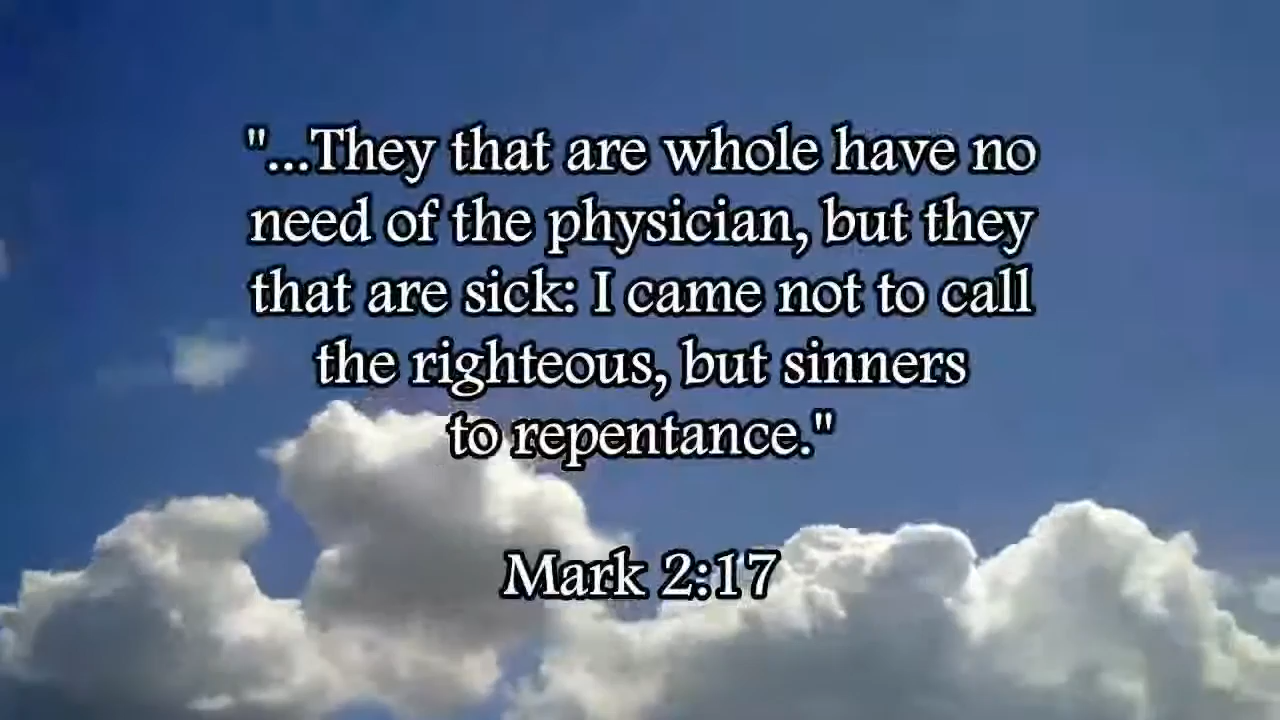 "...They that are whole have no
need of the physician, but they
that are sick: I came not to call
the righteous, but sinners
to repentance."
Mark 2:17